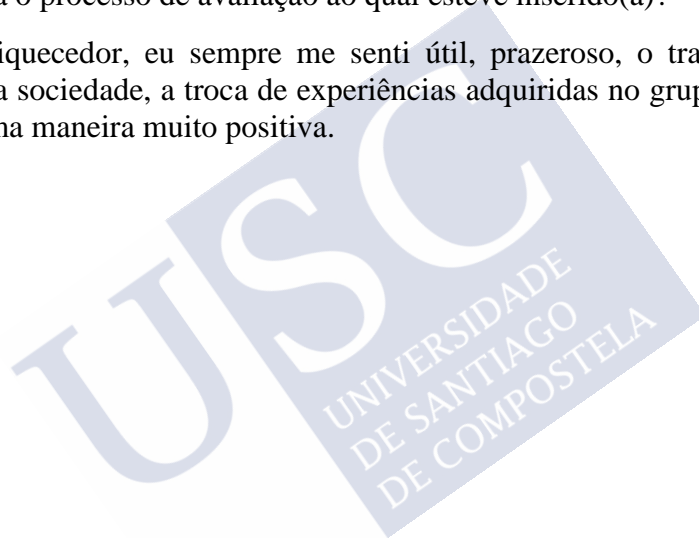 o processo de avaliação ao qual esteve inserido(a)?
iquecedor, eu sempre me senti útil, prazeroso, o tra
a sociedade, a troca de experiências adquiridas no grup
na maneira muito positiva.
USC
UNIVERSIDADE
DE SANTIAGO
DE COMPOSTELA